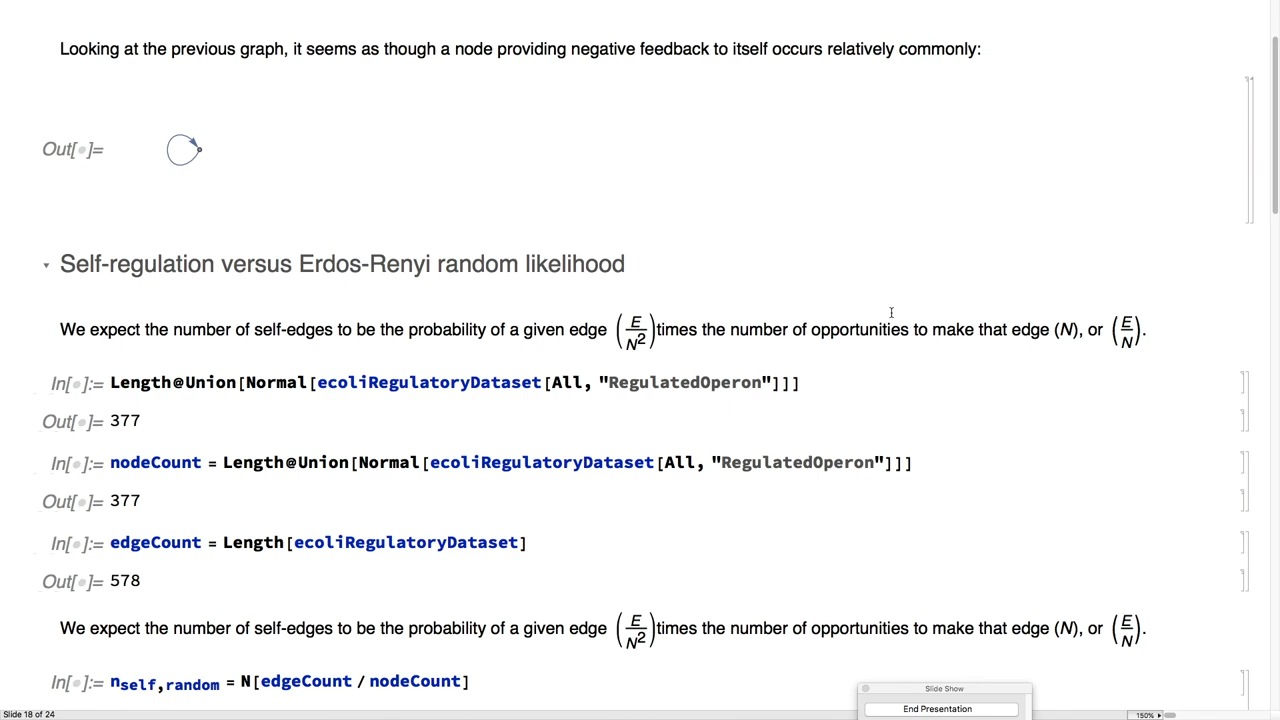 Looking at the previous graph, it seems as though a node providing negative feedback to itself occurs relatively commonly:
Out[•]=
Self-regulation versus Erdos-Renyi random likelihood
We expect the number of self-edges to be the probability of a given edge (E/N²) times the number of opportunities to make that edge (N), or (E/N).
In[•]:= Length@Union[Normal[ecoliRegulatoryDataset[All, "RegulatedOperon"]]]
Out[•]= 377
In[•]:= nodeCount = Length@Union[Normal[ecoliRegulatoryDataset[All, "RegulatedOperon"]]]
Out[•]= 377
In[•]:= edgeCount = Length[ecoliRegulatoryDataset]
Out[•]= 578
We expect the number of self-edges to be the probability of a given edge (E/N²) times the number of opportunities to make that edge (N), or (E/N).
In[•]:= n self,random = N[edgeCount / nodeCount]
Slide Show
End Presentation
Slide 18 of 24
150%